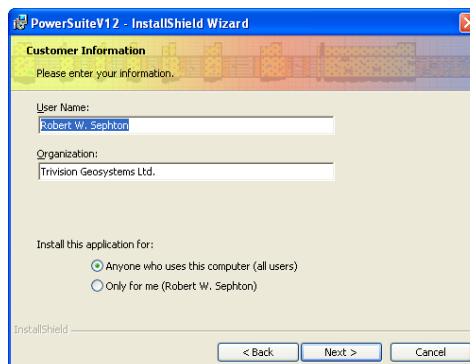 PowerSuiteV12 - InstallShield Wizard
Customer Information
Please enter your information.
User Name:
Robert W. Sephton
Organization:
Trivision Geosystems Ltd.
Install this application for:
Anyone who uses this computer (all users)
Only for me (Robert W. Sephton)
InstallShield
< Back Next > Cancel